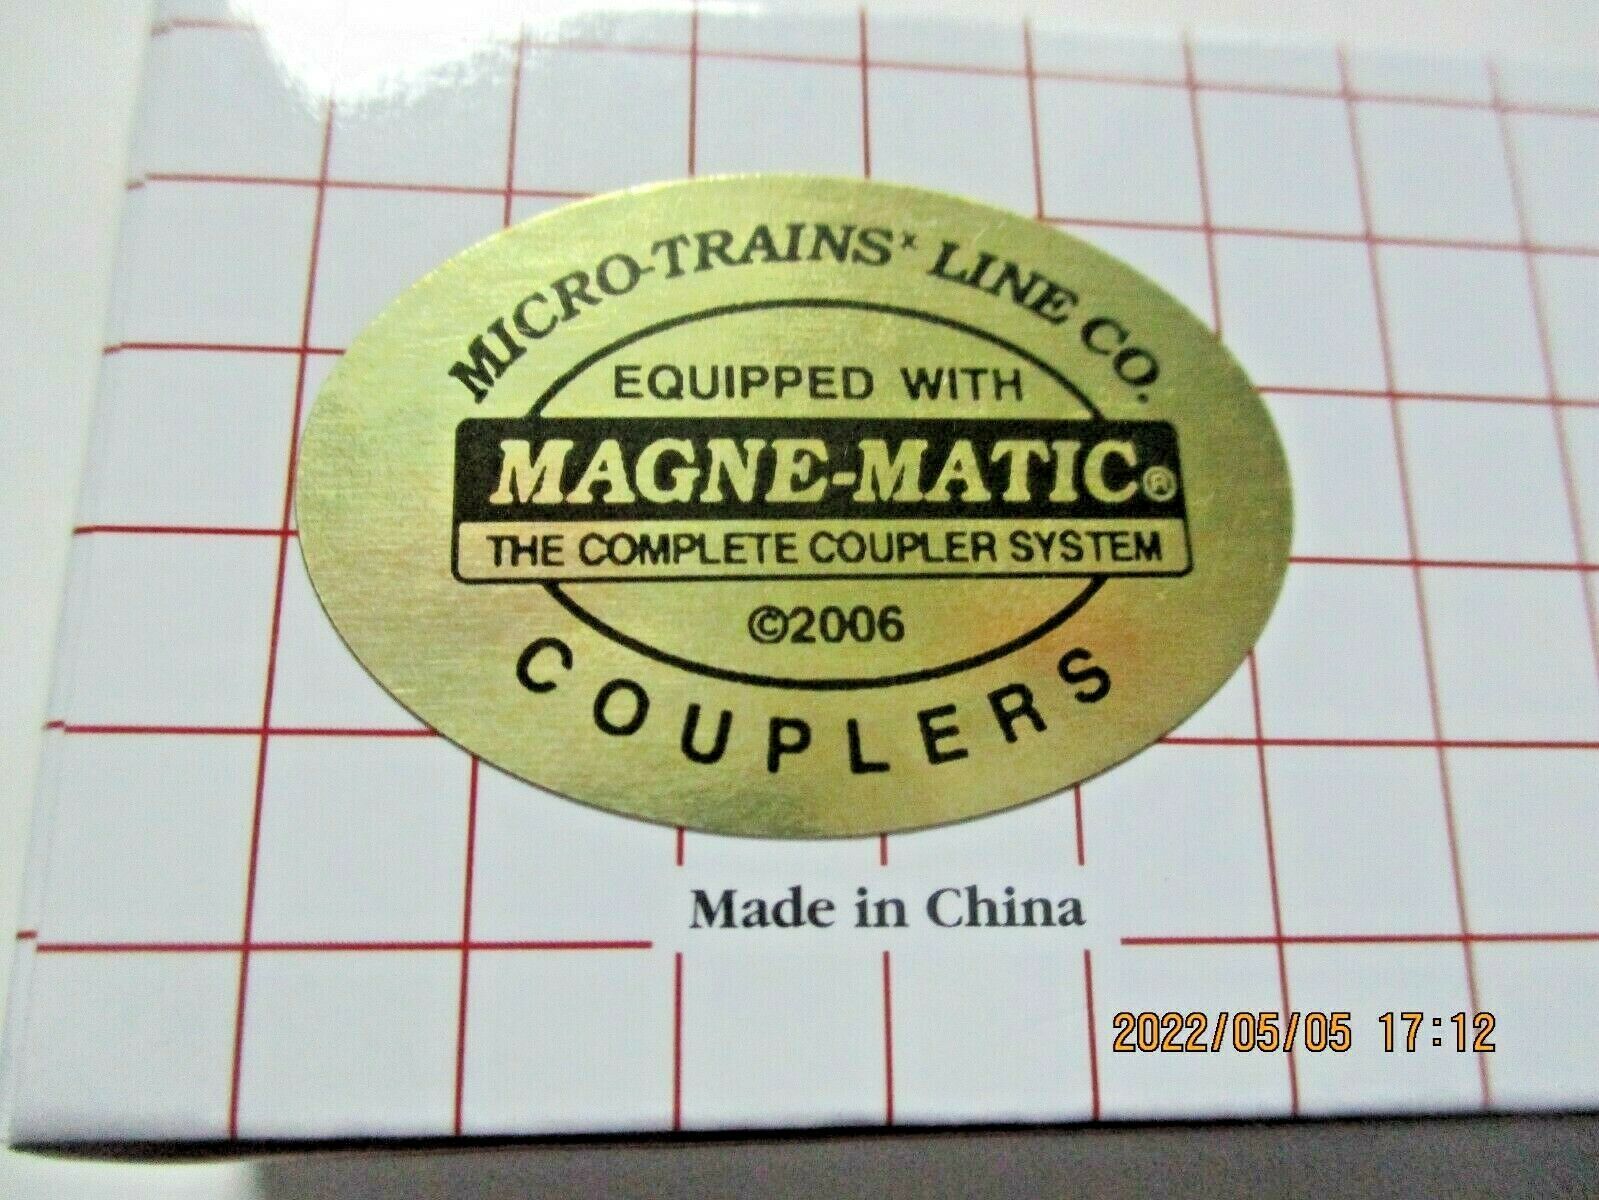 MICRO-TRAINS® LINE CO.
EQUIPPED WITH
MAGNE-MATIC®
THE COMPLETE COUPLER SYSTEM
©2006
COUPLERS
Made in China
2022/05/05 17:12